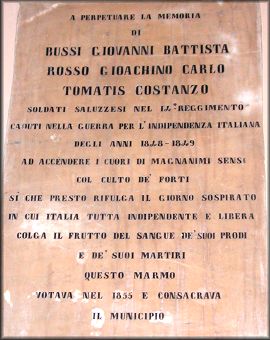 A PERPETUARE LA MEMORIA
DI
BUSSI GIOVANNI BATTISTA
ROSSO GIOACHINO CARLO
TOMATIS COSTANZO
SOLDATI SALUZZESI NEL 14° REGGIMENTO
CADUTI NELLA GUERRA PER L'INDIPENDENZA ITALIANA
DEGLI ANNI 1848-1849
AD ACCENDERE I CUORI DI MAGNANIMI SENSI
COL CULTO DE' FORTI
SÌ CHE PRESTO RIFULGA IL GIORNO SOSPIRATO
IN CUI ITALIA TUTTA INDIPENDENTE E LIBERA
COLGA IL FRUTTO DEL SANGUE DE' SUOI PRODI
E DE' SUOI MARTIRI
QUESTO MARMO
VOTAVA NEL 1855 E CONSACRAVA
IL MUNICIPIO